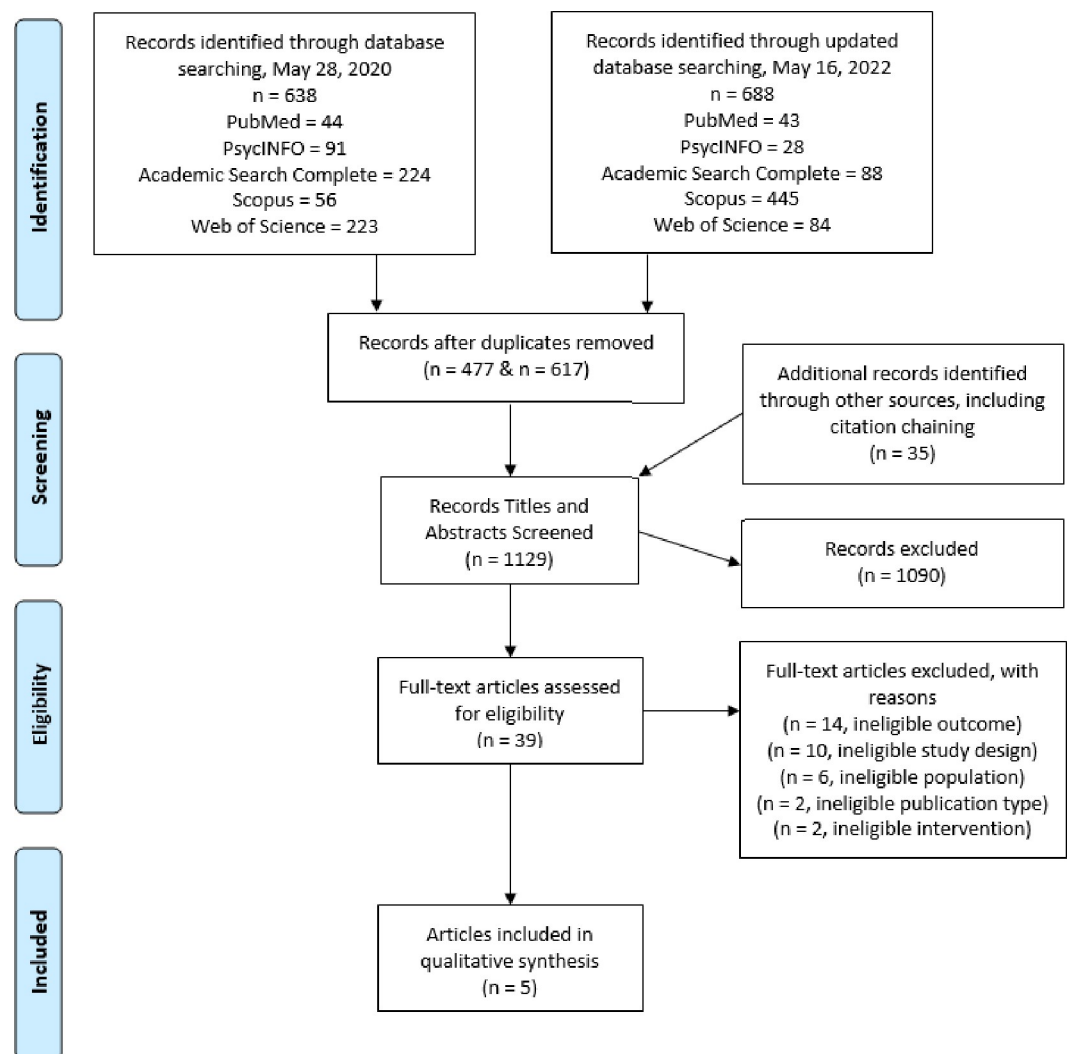 Identification
Records identified through database
searching, May 28, 2020
n = 638
PubMed = 44
PsycINFO = 91
Academic Search Complete = 224
Scopus = 56
Web of Science = 223
Records identified through updated
database searching, May 16, 2022
n = 688
PubMed = 43
PsycINFO = 28
Academic Search Complete = 88
Scopus = 445
Web of Science = 84
Records after duplicates removed
(n = 477 & n = 617)
Screening
Additional records identified
through other sources, including
citation chaining
(n = 35)
Records Titles and
Abstracts Screened
(n = 1129)
Records excluded
(n = 1090)
Eligibility
Full-text articles assessed
for eligibility
(n = 39)
Full-text articles excluded, with
reasons
(n = 14, ineligible outcome)
(n = 10, ineligible study design)
(n = 6, ineligible population)
(n = 2, ineligible publication type)
(n = 2, ineligible intervention)
Included
Articles included in
qualitative synthesis
(n = 5)